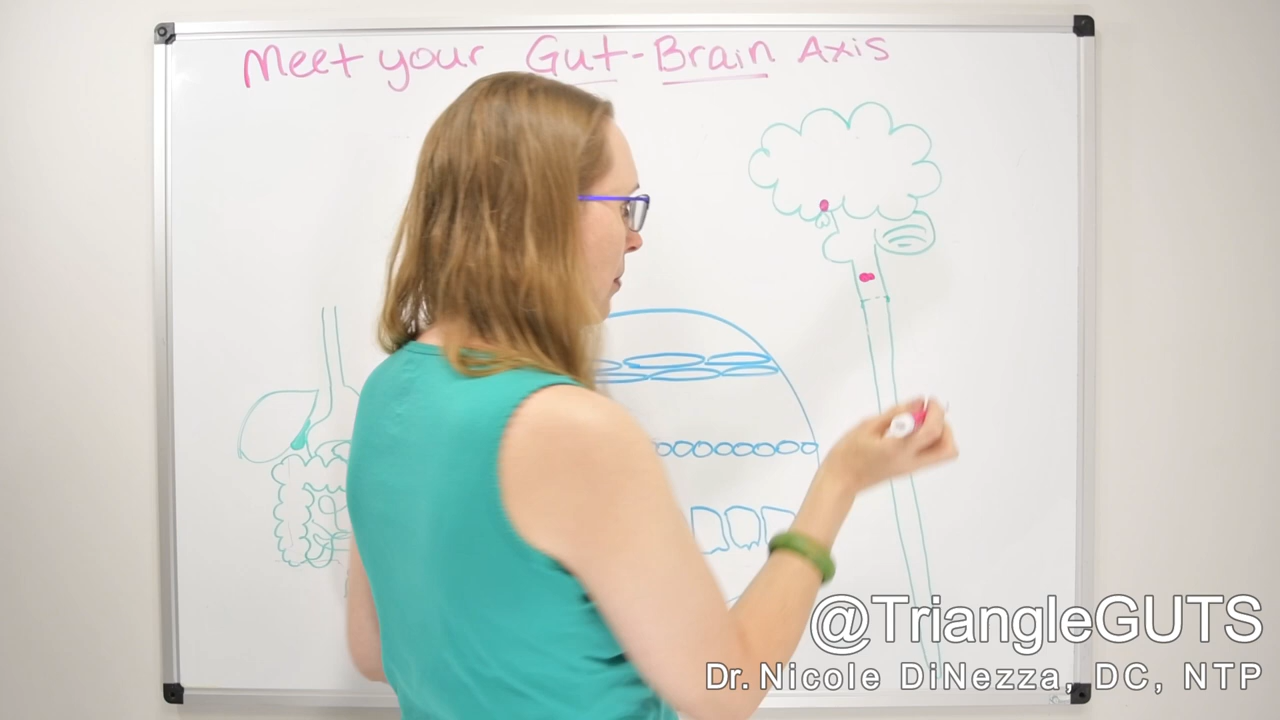 Meet your Gut-Brain Axis
@TriangleGUTS
Dr. Nicole DiNezza, DC, NTP